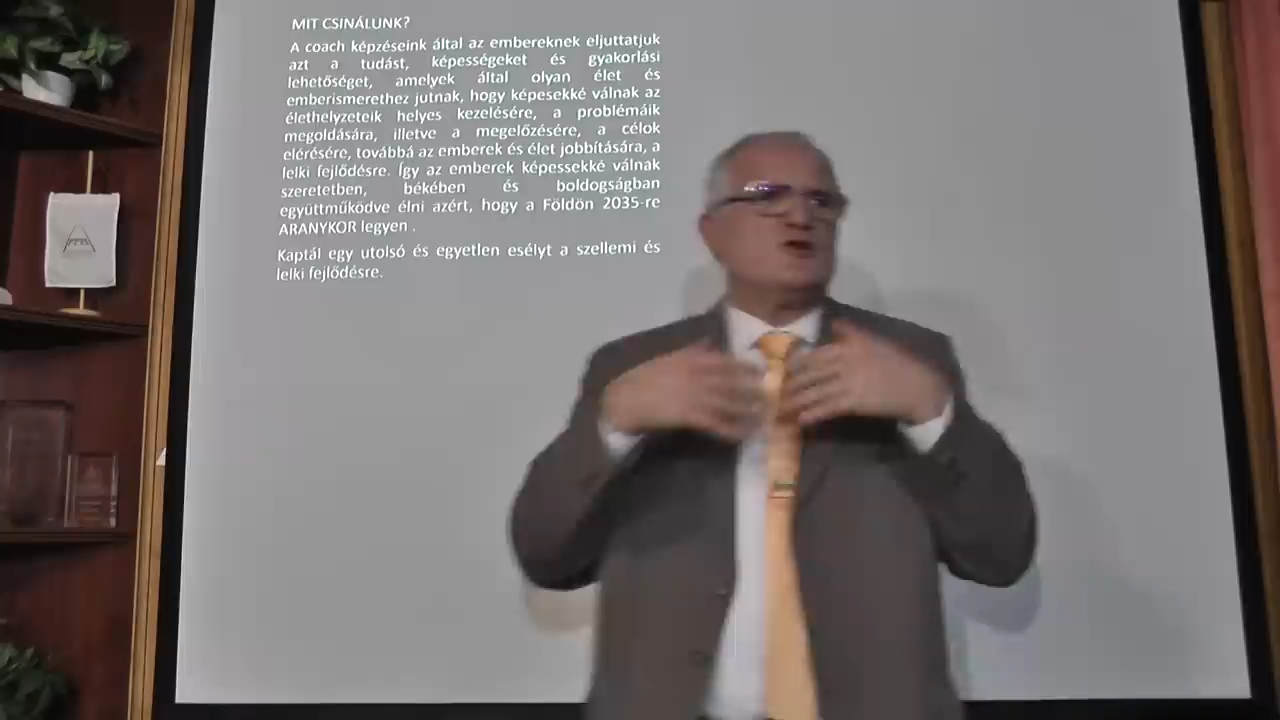 MIT CSINÁLUNK?
A coach képzéseink által az embereknek eljuttatjuk
azt a tudást, képességeket és gyakorlási
lehetőséget, amelyek által olyan élet és
emberismerethez jutnak, hogy képesekké válnak az
élethelyzeteik helyes kezelésére, a problémáik
megoldására, illetve a megelőzésére, a célok
elérésére, továbbá az emberek és élet jobbítására, a
lelki fejlődésre. Így az emberek képessekké válnak
szeretetben, békében és boldogságban
együttműködve élni azért, hogy a Földön 2035-re
ARANYKOR legyen .
Kaptál egy utolsó és egyetlen esélyt a szellemi és
lelki fejlődésre.